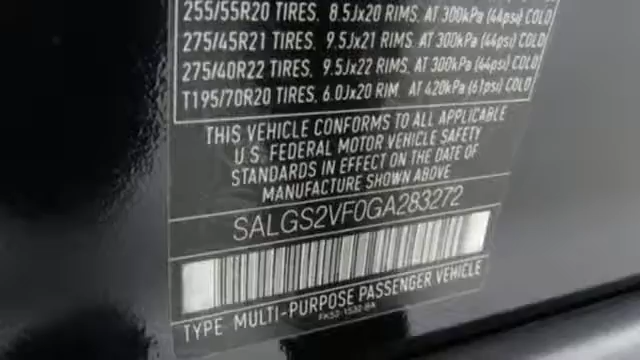 255/55R20 TIRES, 8.5Jx20 RIMS, AT 300kPa (44psi) COLD
275/45R21 TIRES, 9.5Jx21 RIMS, AT 300kPa (44psi) COLD
275/40R22 TIRES, 9.5Jx22 RIMS, AT 300kPa (44psi) COLD
T195/70R20 TIRES, 6.0Jx20 RIM, AT 420kPa (61psi) COLD
THIS VEHICLE CONFORMS TO ALL APPLICABLE
U.S. FEDERAL MOTOR VEHICLE SAFETY
STANDARDS IN EFFECT ON THE DATE OF
MANUFACTURE SHOWN ABOVE
SALGS2VF0GA283272
TYPE MULTI-PURPOSE PASSENGER VEHICLE